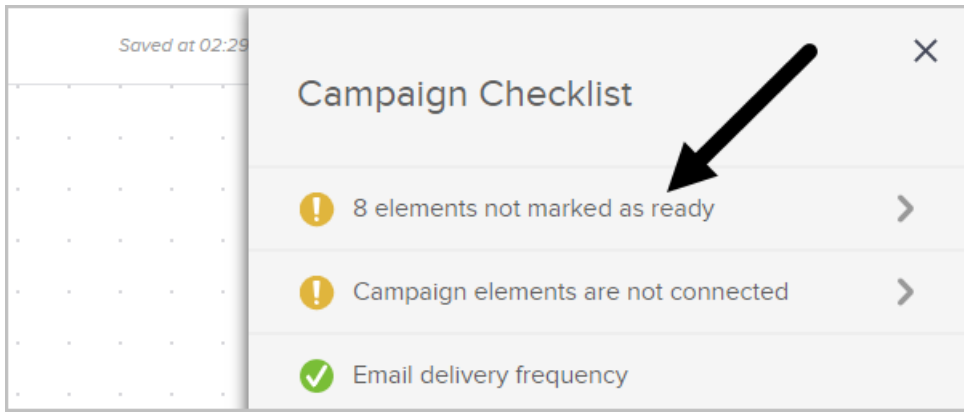 Saved at 02:29
Campaign Checklist
8 elements not marked as ready
Campaign elements are not connected
Email delivery frequency